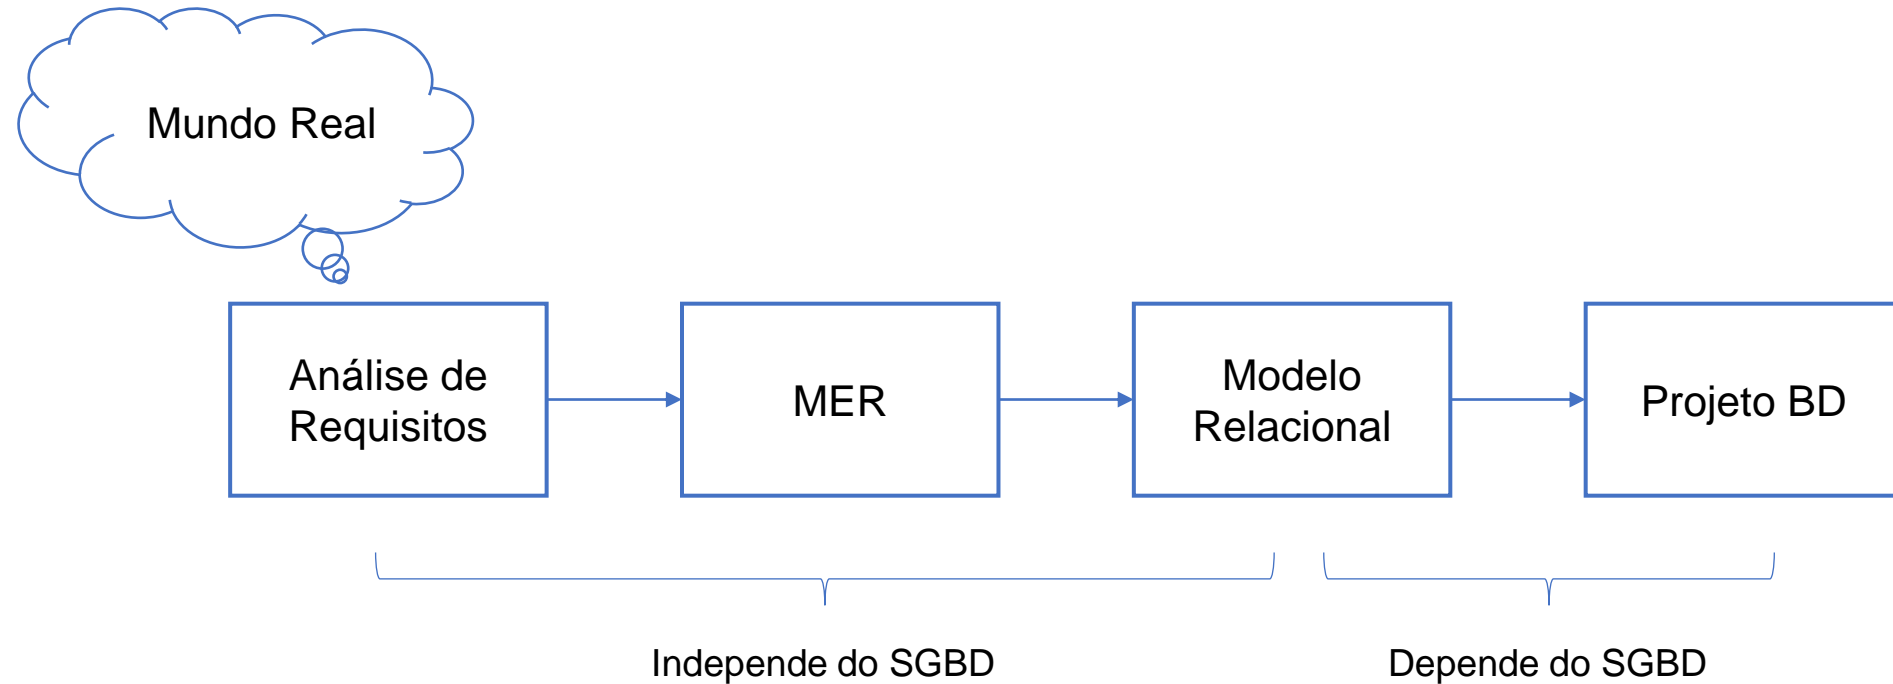 Mundo Real
Análise de
Requisitos
MER
Modelo
Relacional
Projeto BD
Independe do SGBD
Depende do SGBD